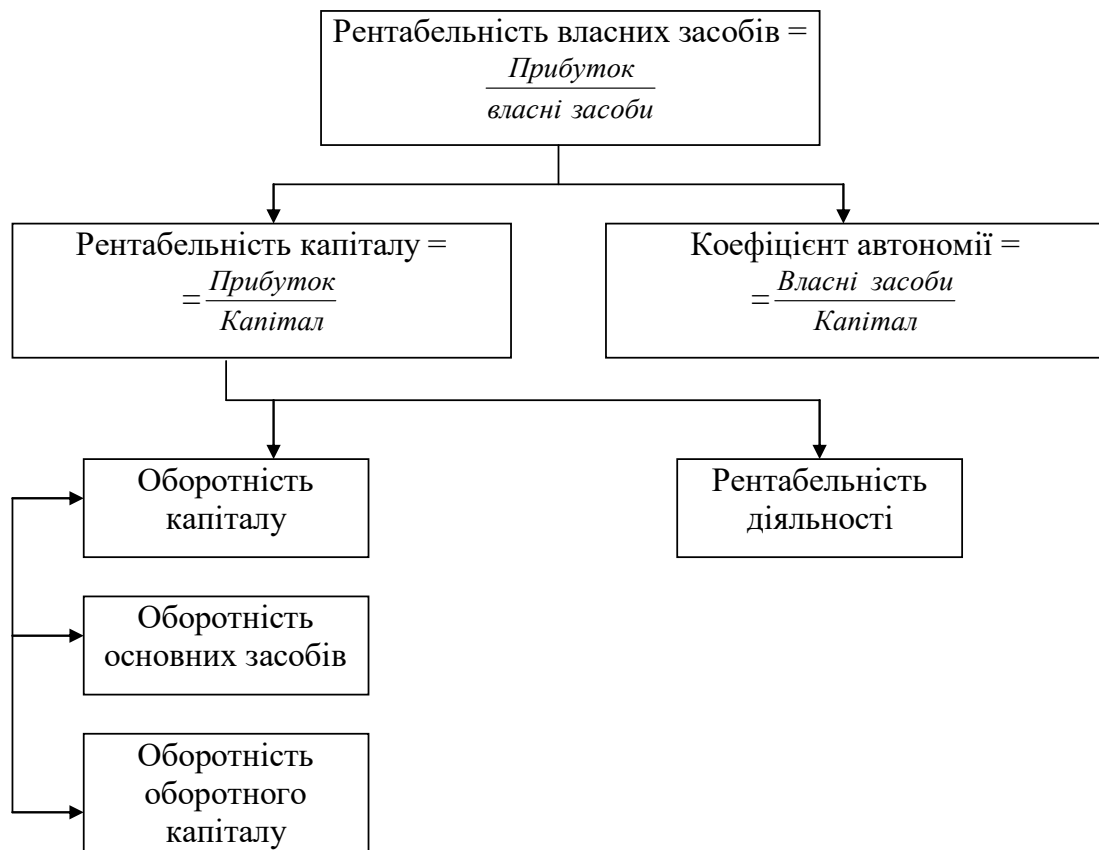 Рентабельність власних засобів =
Прибуток
власні засоби
Рентабельність капіталу =
= Прибуток
Капітал
Коефіцієнт автономії =
= Власні засоби
Капітал
Оборотність
капіталу
Рентабельність
діяльності
Оборотність
основних засобів
Оборотність
оборотного
капіталу